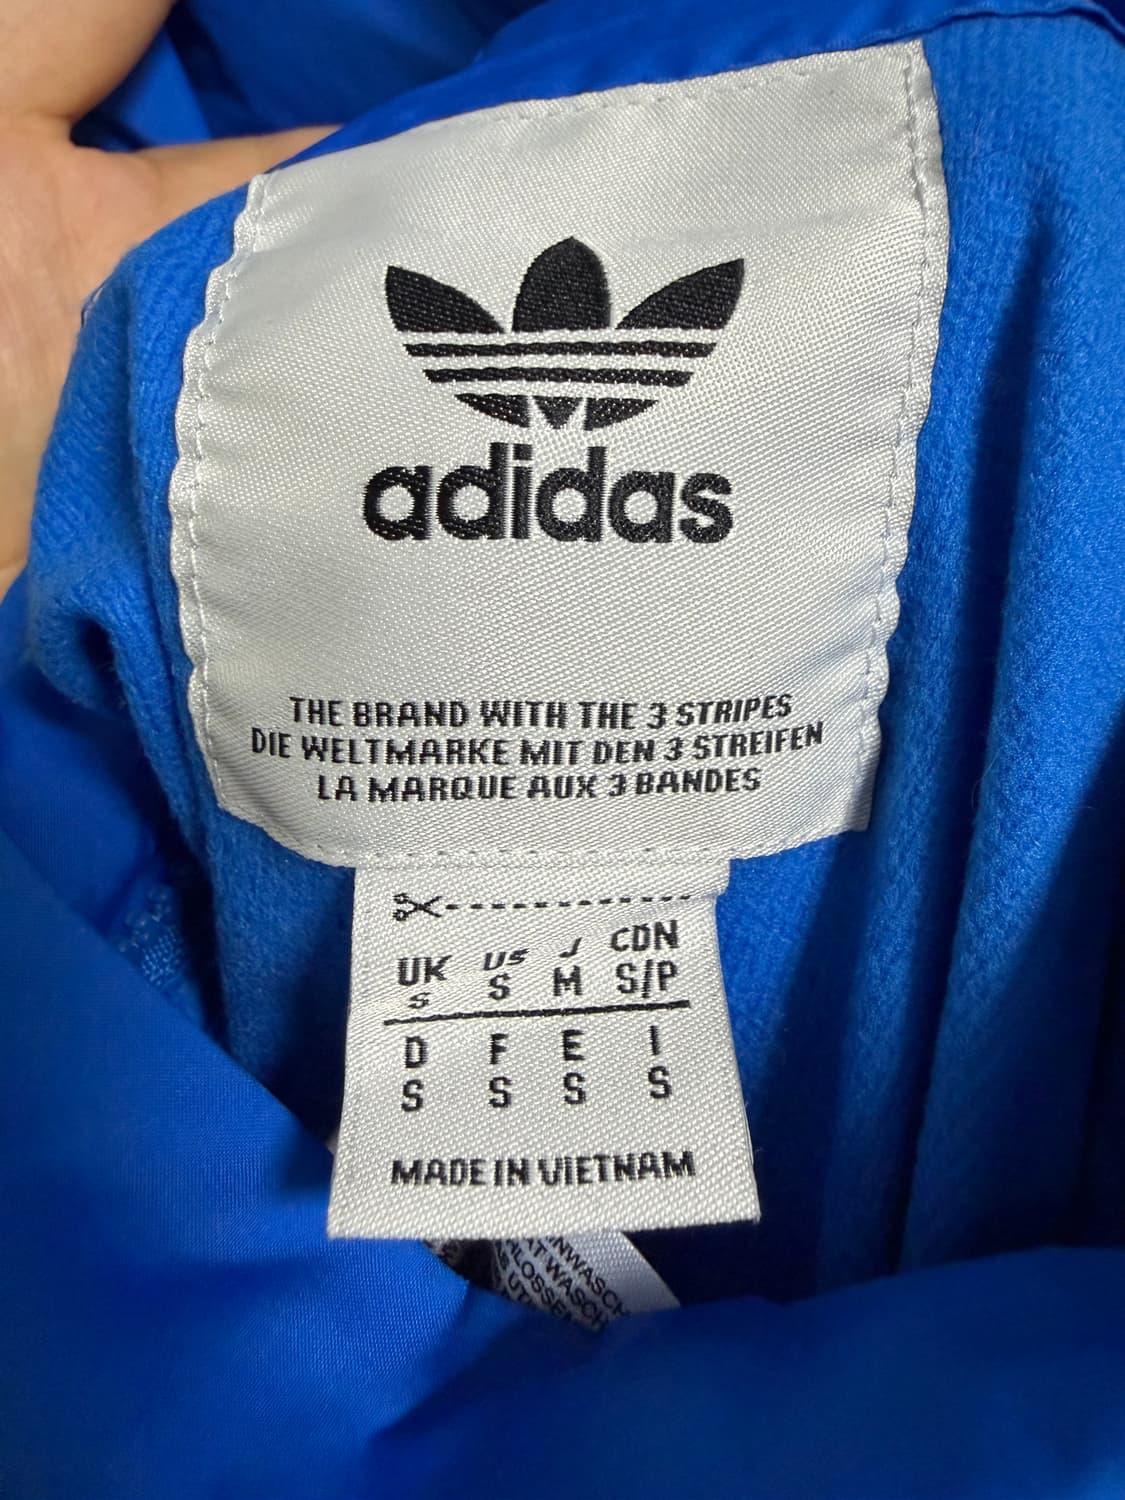 adidas
THE BRAND WITH THE 3 STRIPES
DIE WELTMARKE MIT DEN 3 STREIFEN
LA MARQUE AUX 3 BANDES
UK US J CDN
S S M S/P
D F E I
S S S S
MADE IN VIETNAM